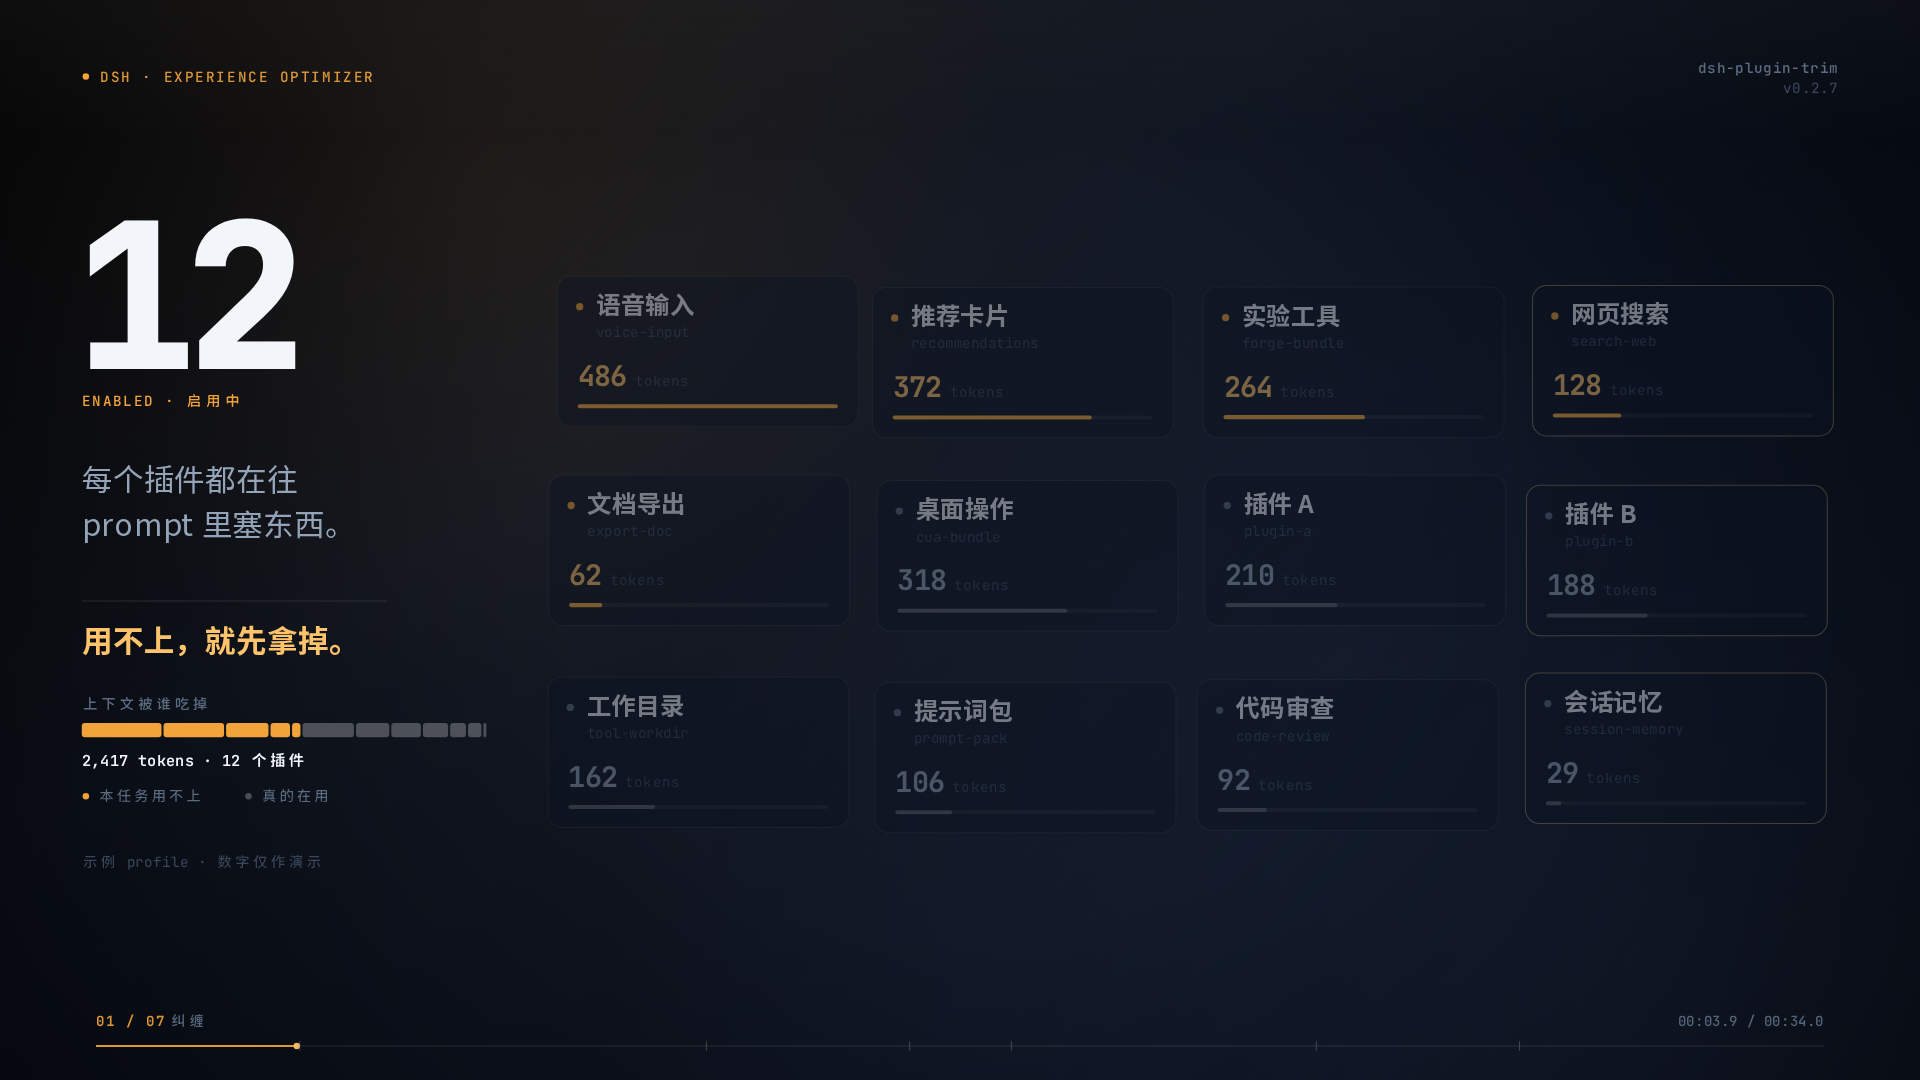 DSH · EXPERIENCE OPTIMIZER
dsh-plugin-trim
v0.2.7
12
ENABLED · 启用中
每个插件都在往
prompt 里塞东西。
用不上，就先拿掉。
上下文被谁吃掉
2,417 tokens · 12 个插件
本任务用不上
真的在用
示例 profile · 数字仅作演示
语音输入
voice-input
486 tokens
推荐卡片
recommendations
372 tokens
实验工具
forge-bundle
264 tokens
网页搜索
search-web
128 tokens
文档导出
export-doc
62 tokens
桌面操作
cua-bundle
318 tokens
插件 A
plugin-a
210 tokens
插件 B
plugin-b
188 tokens
工作目录
tool-workdir
162 tokens
提示词包
prompt-pack
106 tokens
代码审查
code-review
92 tokens
会话记忆
session-memory
29 tokens
01 / 07 纠缠
00:03.9 / 00:34.0